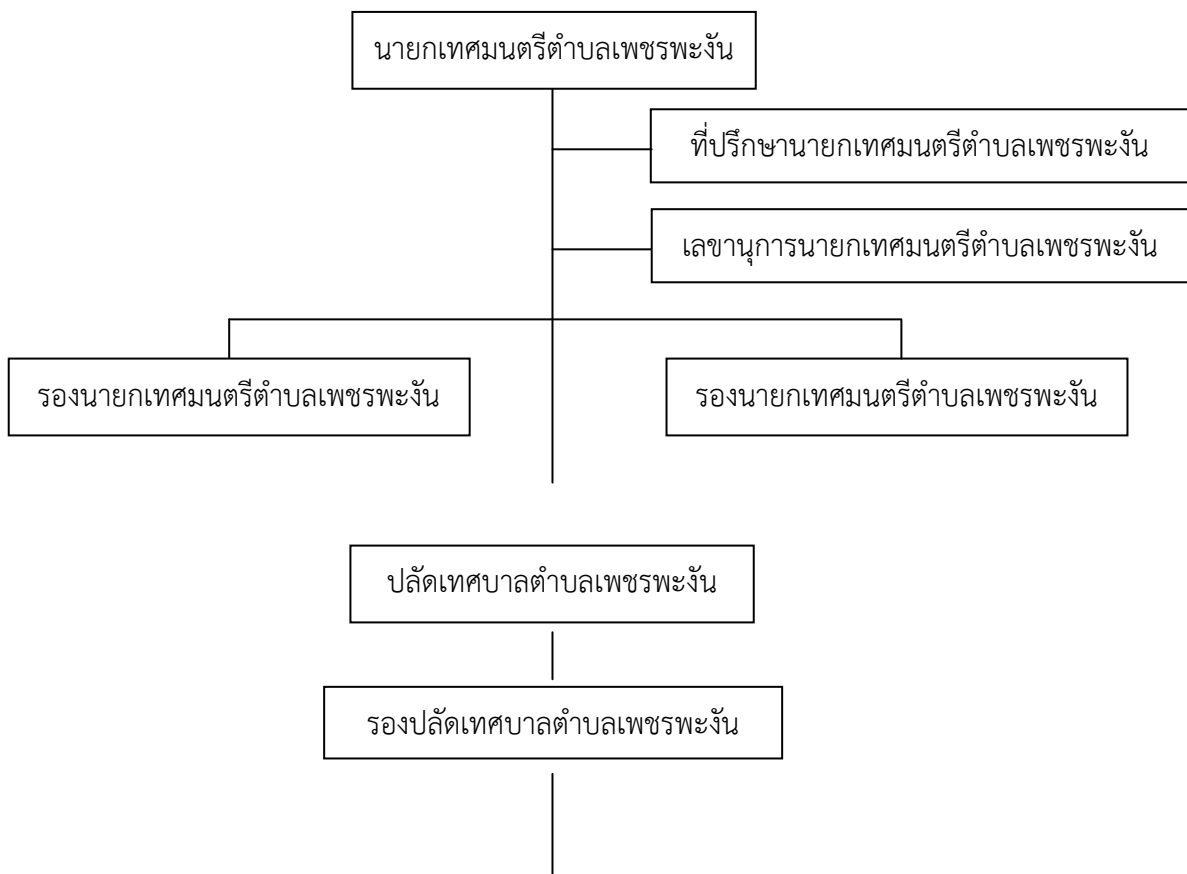 นายกเทศมนตรีตำบลเพชรพะงัน
ที่ปรึกษานายกเทศมนตรีตำบลเพชรพะงัน
เลขานุการนายกเทศมนตรีตำบลเพชรพะงัน
รองนายกเทศมนตรีตำบลเพชรพะงัน
รองนายกเทศมนตรีตำบลเพชรพะงัน
ปลัดเทศบาลตำบลเพชรพะงัน
รองปลัดเทศบาลตำบลเพชรพะงัน